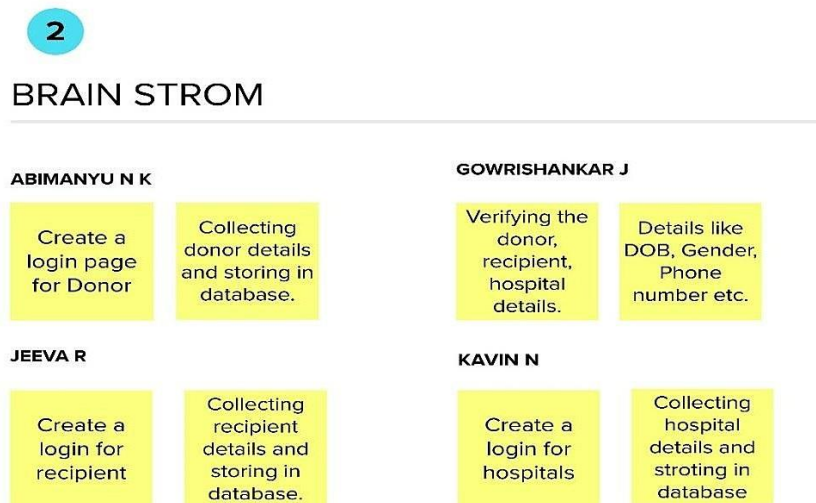 2
BRAIN STROM
ABIMANYU N K
Create a
login page
for Donor
Collecting
donor details
and storing in
database.
GOWRISHANKAR J
Verifying the
donor,
recipient,
hospital
details.
Details like
DOB, Gender,
Phone
number etc.
JEEVA R
Create a
login for
recipient
Collecting
recipient
details and
storing in
database.
KAVIN N
Create a
login for
hospitals
Collecting
hospital
details and
stroting in
database